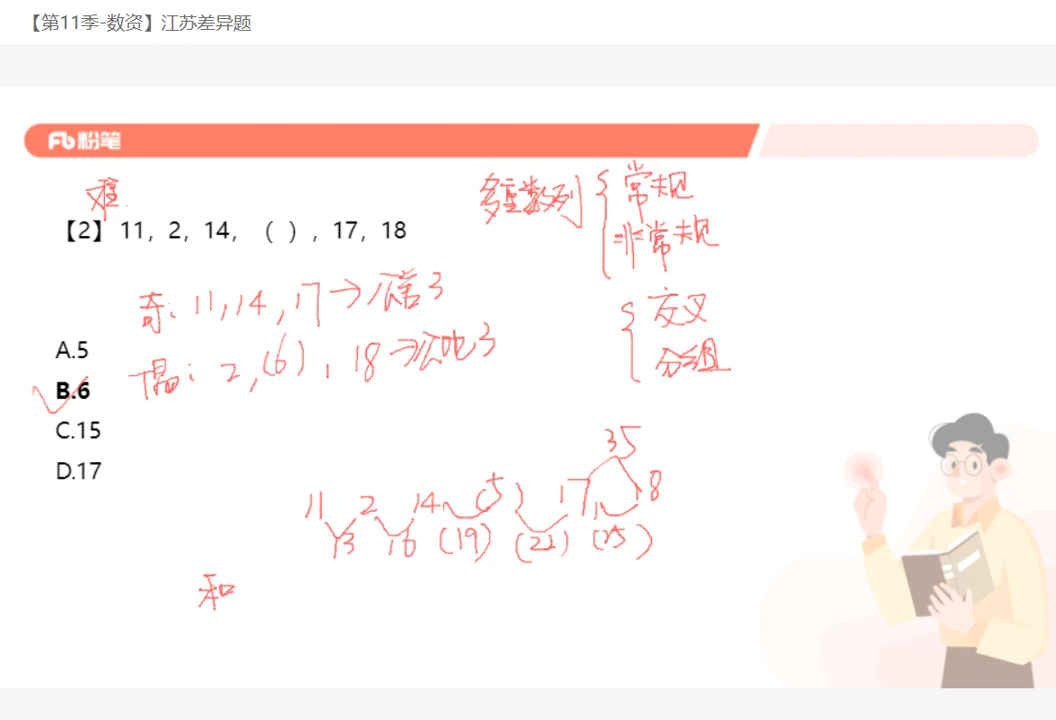 【第11季-数资】江苏差异题
Fb粉笔
难
多重数列 常规
非常规
【2】11，2，14，（ ），17，18
奇：11,14,17→公差3
交叉
分组
A.5
偶：2,(6),18→公比3
B.6
C.15
D.17
35
11 2 14 (5) 17 18
13 16 (19) (22) (25)
和